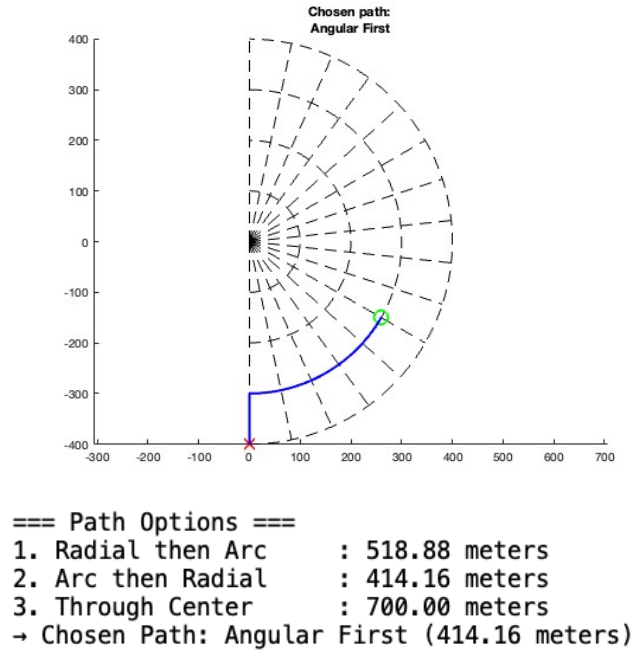 Chosen path:
Angular First
400
300
200
100
0
-100
-200
-300
-400
-300 -200 -100 0 100 200 300 400 500 600 700
=== Path Options ===
1. Radial then Arc : 518.88 meters
2. Arc then Radial : 414.16 meters
3. Through Center : 700.00 meters
→ Chosen Path: Angular First (414.16 meters)